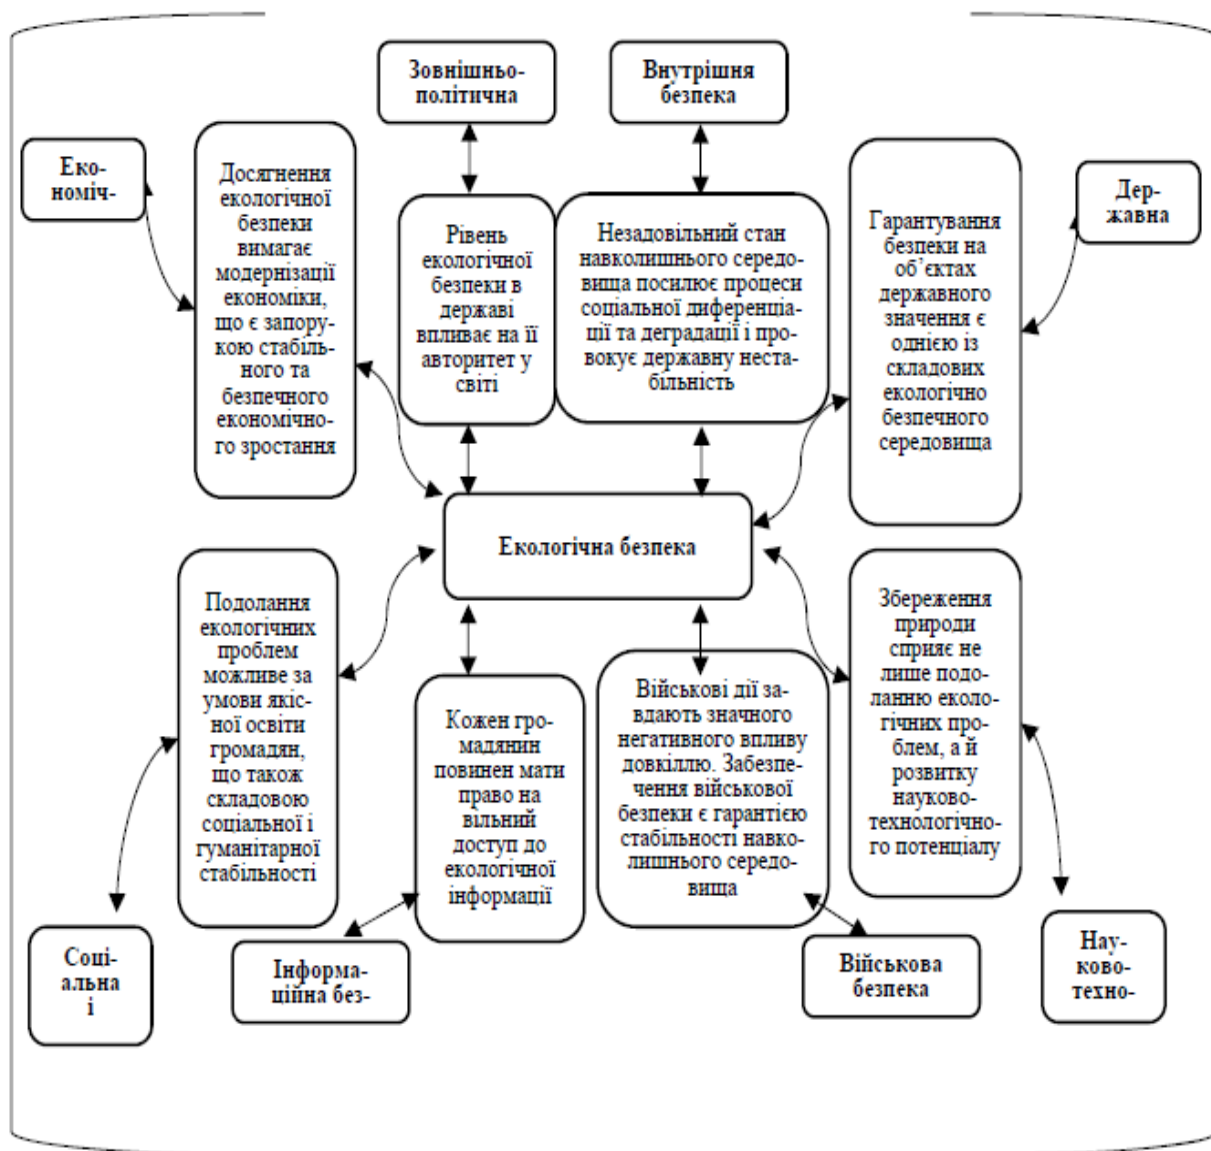 Зовнішньо-
політична
Внутрішня
безпека
Еко-
номіч-
Досягнення
екологічної
безпеки
вимагає
модернізації
економіки,
що є запору-
кою стабіль-
ного та
безпечного
економічно-
го зростання
Рівень
екологічної
безпеки в
державі
впливає на її
авторитет у
світі
Незадовільний стан
навколишнього середо-
вища посилює процеси
соціальної диференціа-
ції та деградації і про-
вокує державну неста-
більність
Гарантування
безпеки на
об’єктах
державного
значення є
однією із
складових
екологічно
безпечного
середовища
Дер-
жавна
Екологічна безпека
Подолання
екологічних
проблем
можливе за
умови якіс-
ної освіти
громадян,
що також
складовою
соціальної і
гуманітарної
стабільності
Кожен гро-
мадянин
повинен мати
право на
вільний
доступ до
екологічної
інформації
Військові дії за-
вдають значного
негативного впливу
довкіллю. Забезпе-
чення військової
безпеки є гарантією
стабільності навко-
лишнього середо-
вища
Збереження
природи
сприяє не
лише подо-
ланню еколо-
гічних про-
блем, а й
розвитку
науково-
технологічно-
го потенціалу
Соці-
альна
і
Інформа-
ційна без-
Військова
безпека
Нау-
ково-
техно-